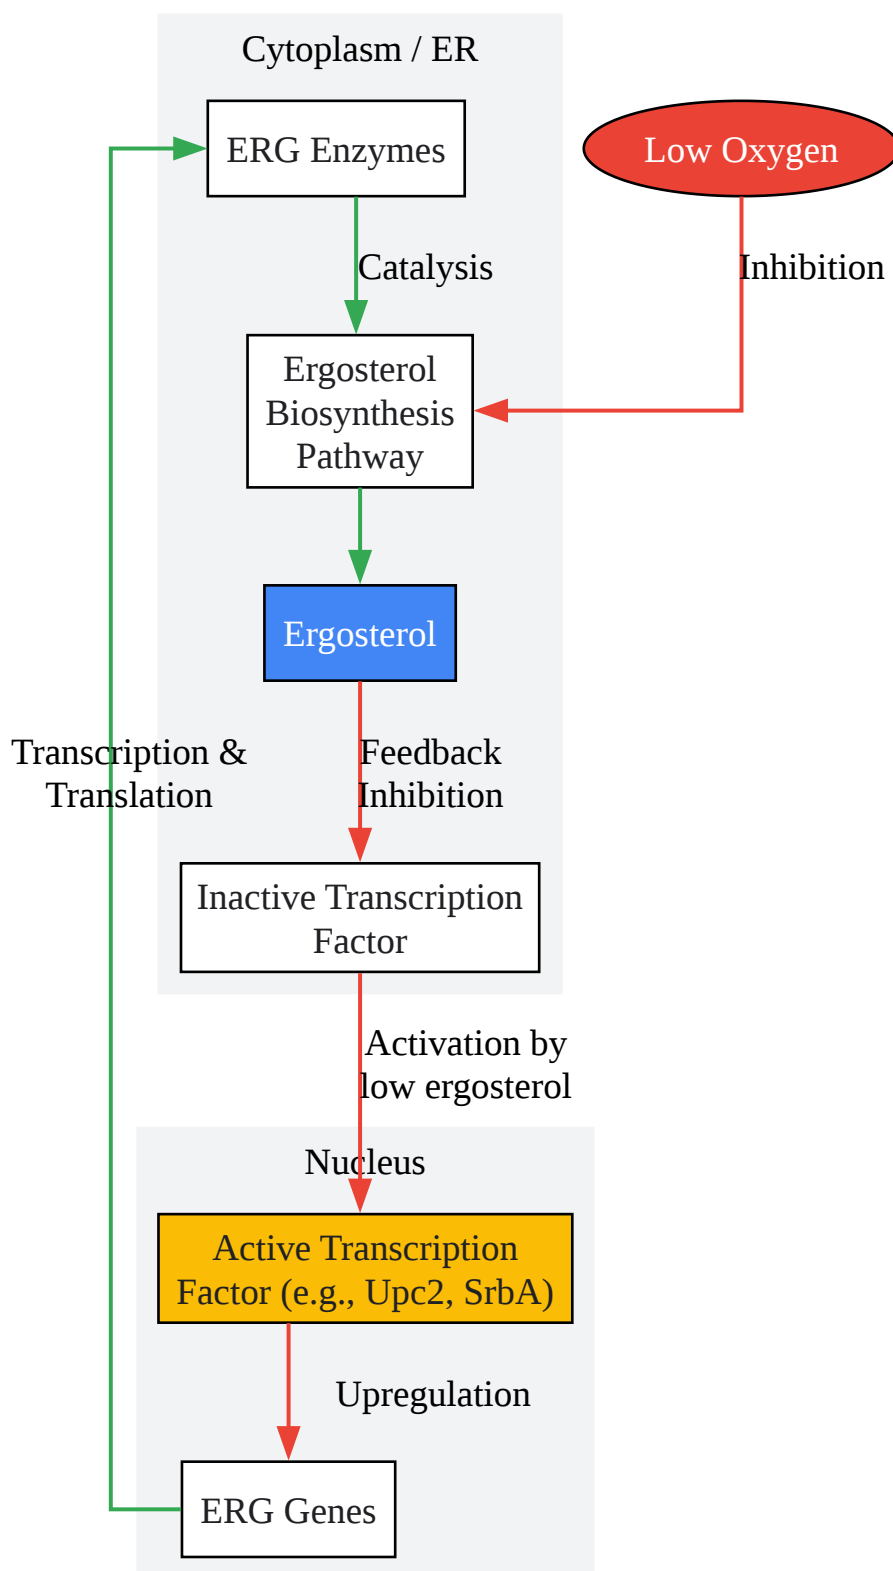 Cytoplasm / ER
ERG Enzymes
Low Oxygen
Catalysis
Inhibition
Ergosterol
Biosynthesis
Pathway
Ergosterol
Transcription &
Translation
Feedback
Inhibition
Inactive Transcription
Factor
Activation by
low ergosterol
Nucleus
Active Transcription
Factor (e.g., Upc2, SrbA)
Upregulation
ERG Genes